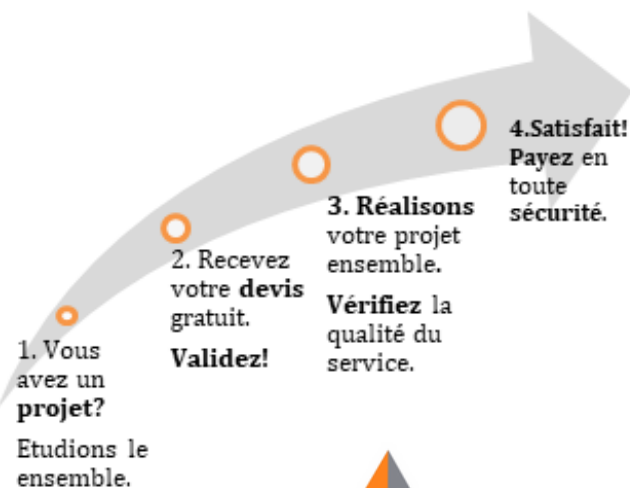 1. Vous
avez un
projet?
Etudions le
ensemble.
2. Recevez
votre devis
gratuit.
Validez!
3. Réalisons
votre projet
ensemble.
Vérifiez la
qualité du
service.
4.Satisfait!
Payez en
toute
sécurité.